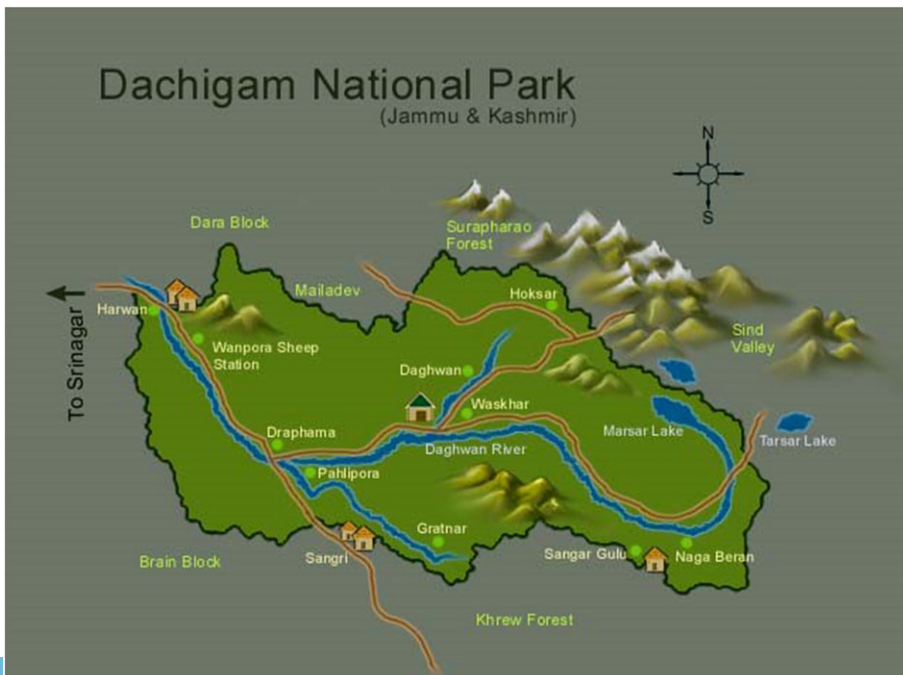 Dachigam National Park
(Jammu & Kashmir)
N
S
Dara Block
Surapharao
Forest
Mailadev
Hoksar
Harwan
To Srinagar
Sind
Valley
Wanpora Sheep
Station
Daghwan
Waskhar
Marsar Lake
Tarsar Lake
Draphama
Daghwan River
Pahlipora
Gratnar
Sangri
Sangar Gulu
Naga Beran
Brain Block
Khrew Forest